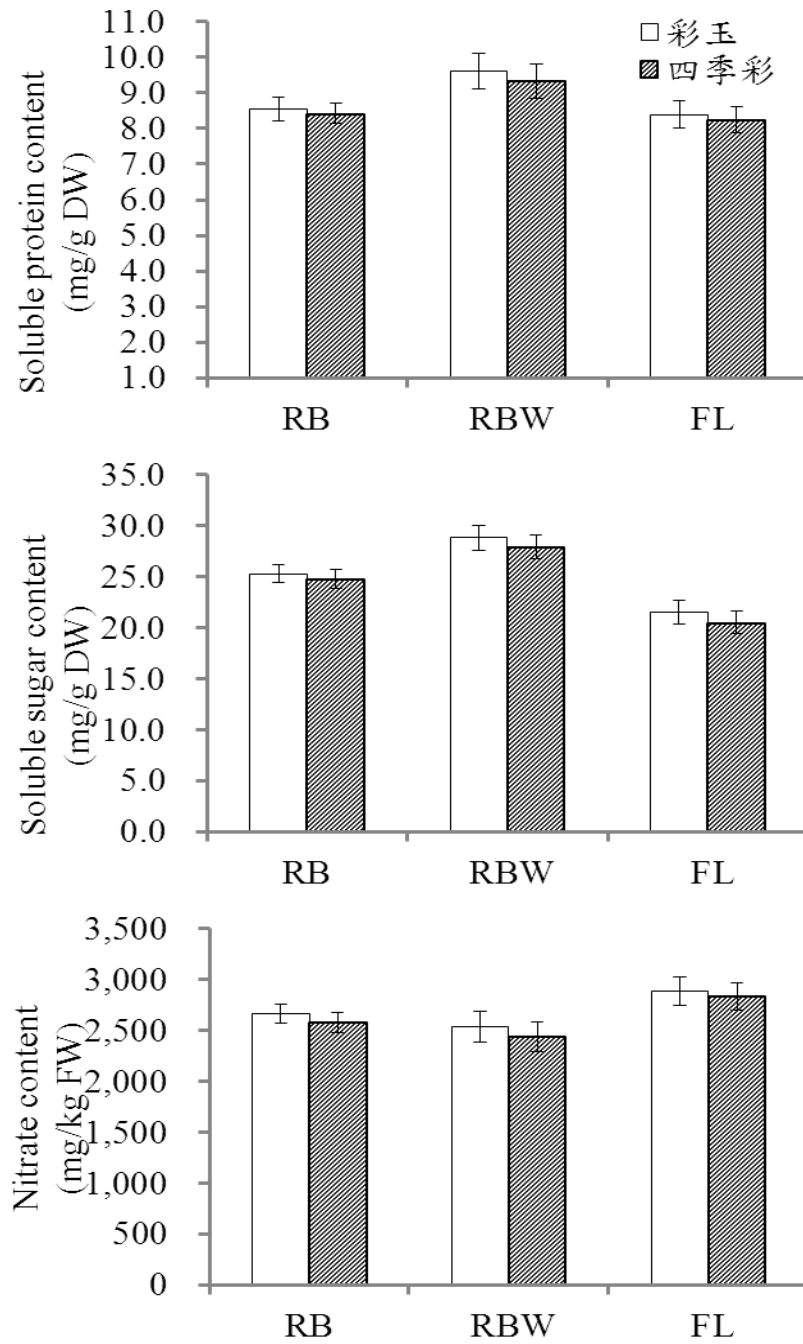 Soluble protein content
(mg/g DW)
11.0
10.0
9.0
8.0
7.0
6.0
5.0
4.0
3.0
2.0
1.0
彩玉
四季彩
RB RBW FL
Soluble sugar content
(mg/g DW)
35.0
30.0
25.0
20.0
15.0
10.0
5.0
0.0
RB RBW FL
Nitrate content
(mg/kg FW)
3,500
3,000
2,500
2,000
1,500
1,000
500
0
RB RBW FL